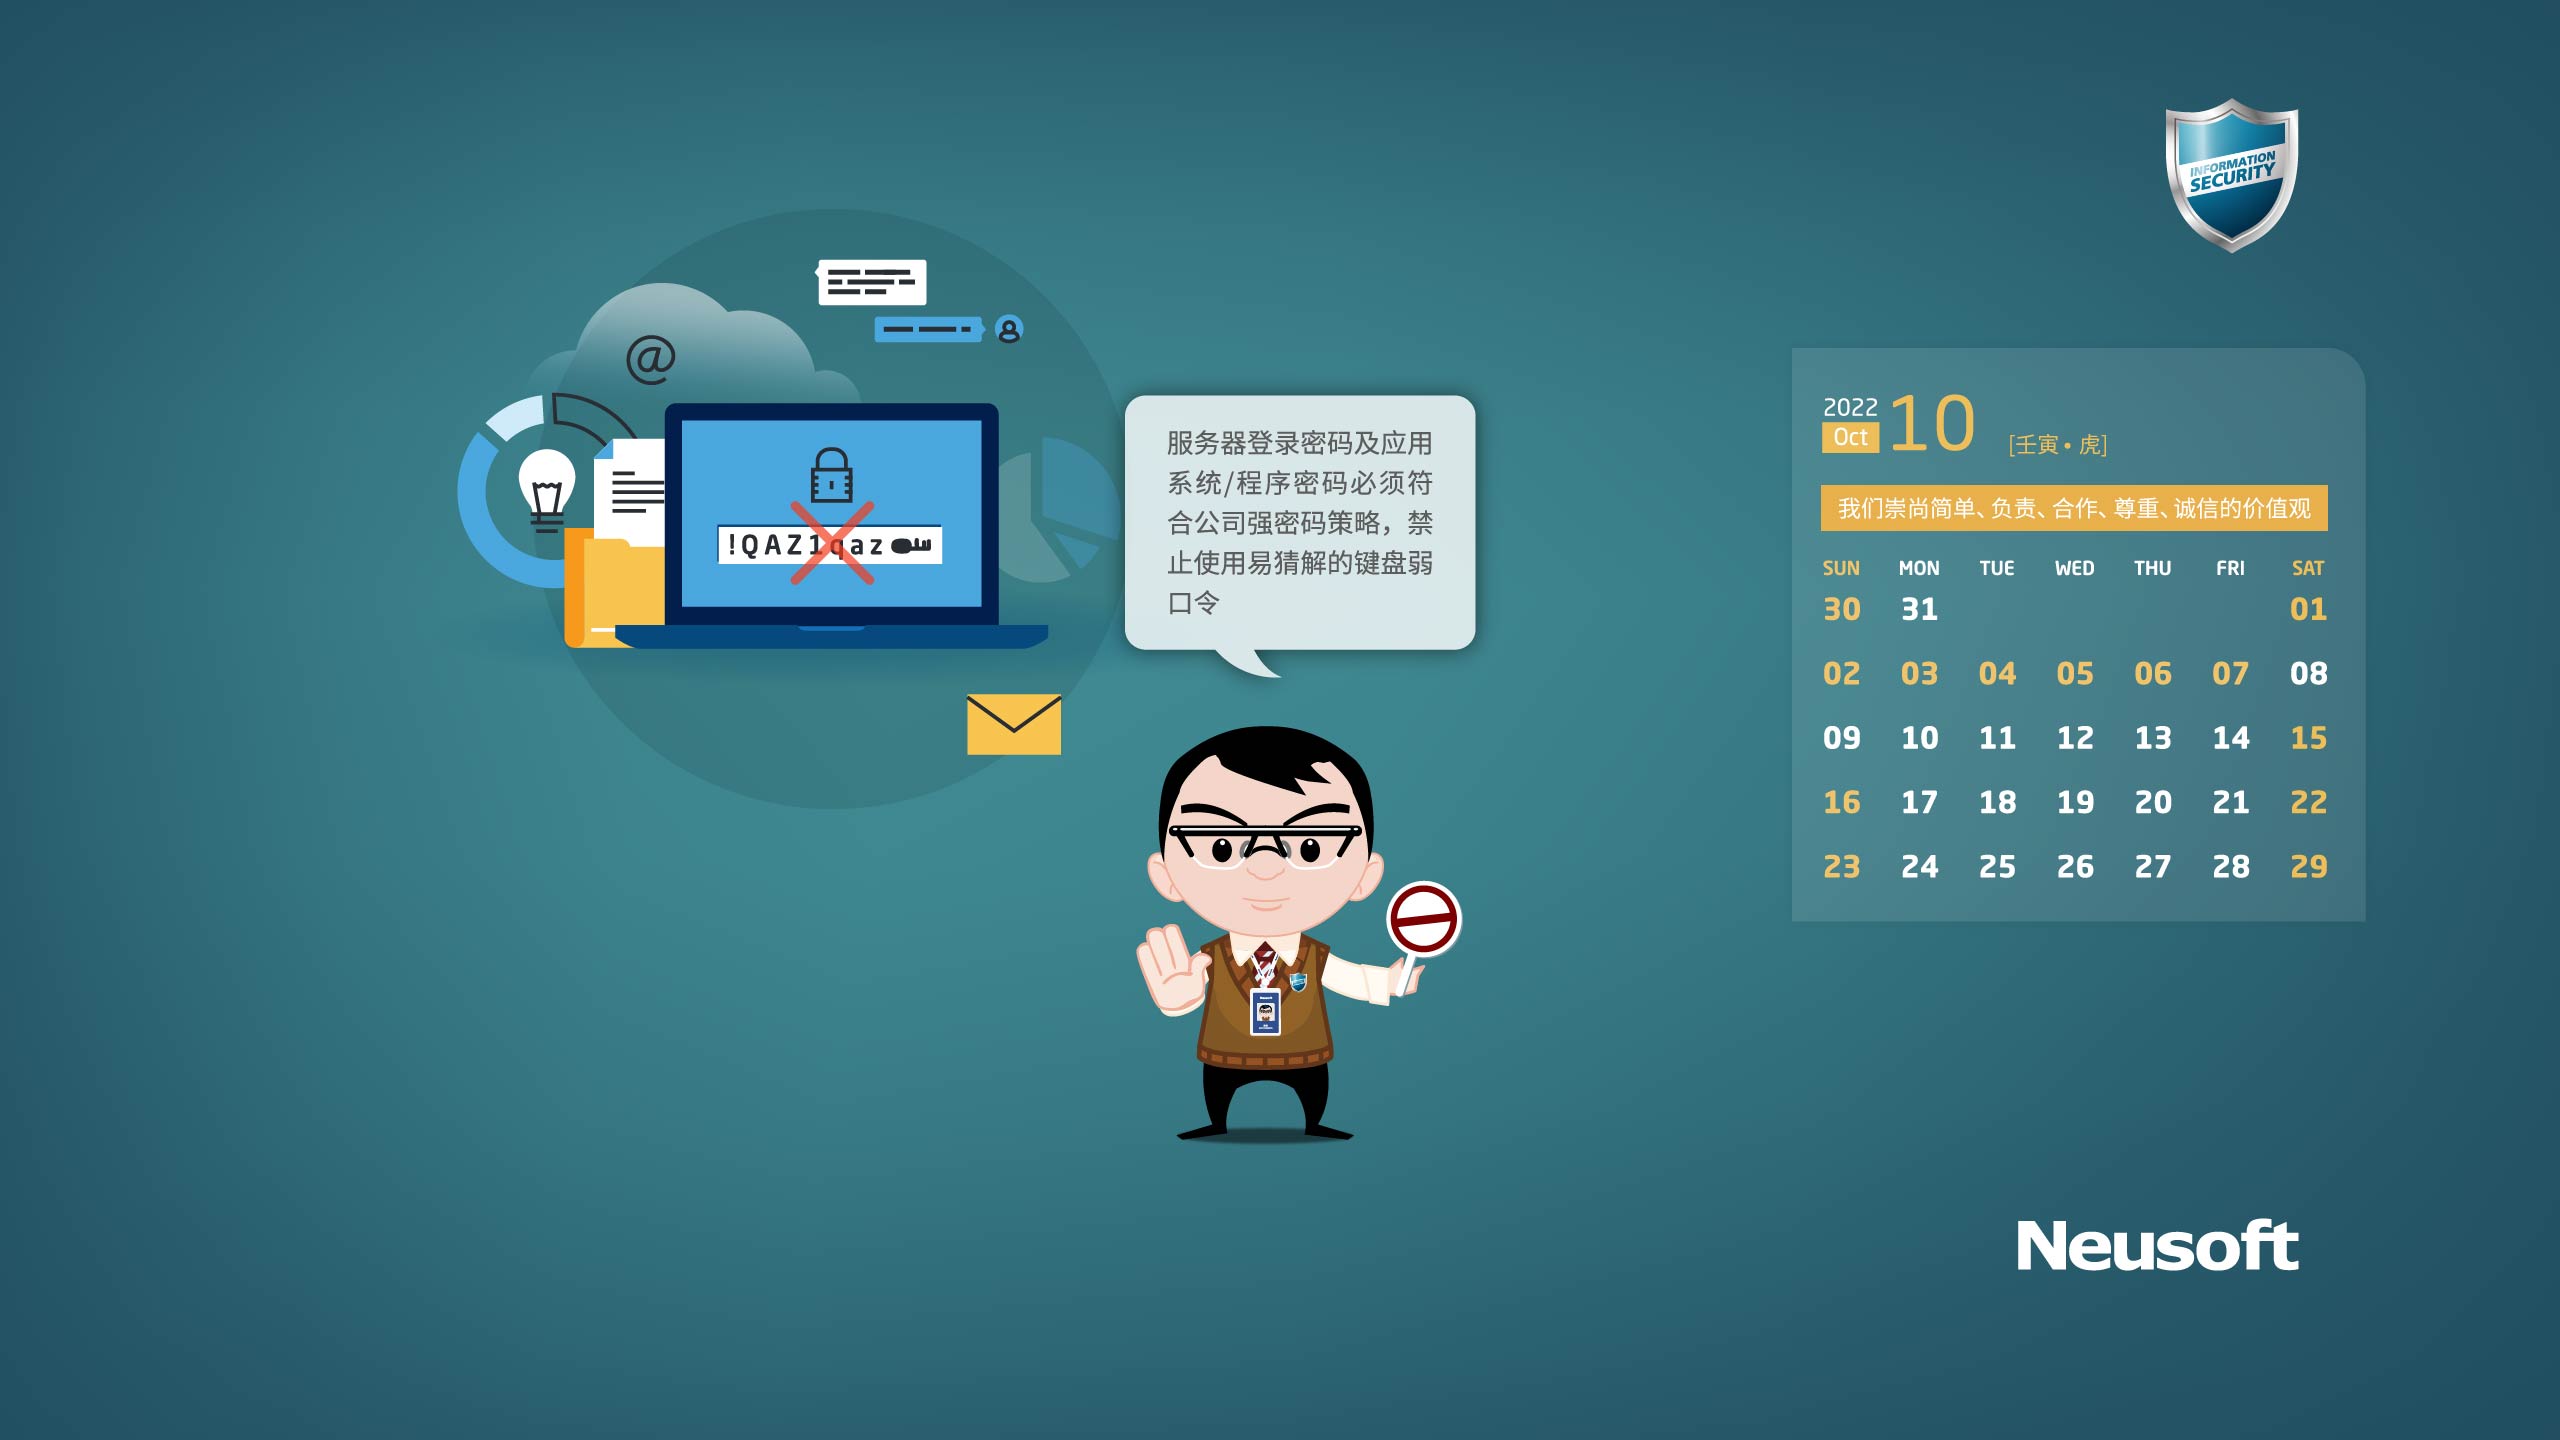 INFORMATION
SECURITY
@
!QAZ1qaz
服务器登录密码及应用
系统/程序密码必须符
合公司强密码策略，禁
止使用易猜解的键盘弱
口令
2022
Oct
10
[壬寅•虎]
我们崇尚简单、负责、合作、尊重、诚信的价值观
SUN MON TUE WED THU FRI SAT
30 31 01
02 03 04 05 06 07 08
09 10 11 12 13 14 15
16 17 18 19 20 21 22
23 24 25 26 27 28 29
Neusoft
Neusoft